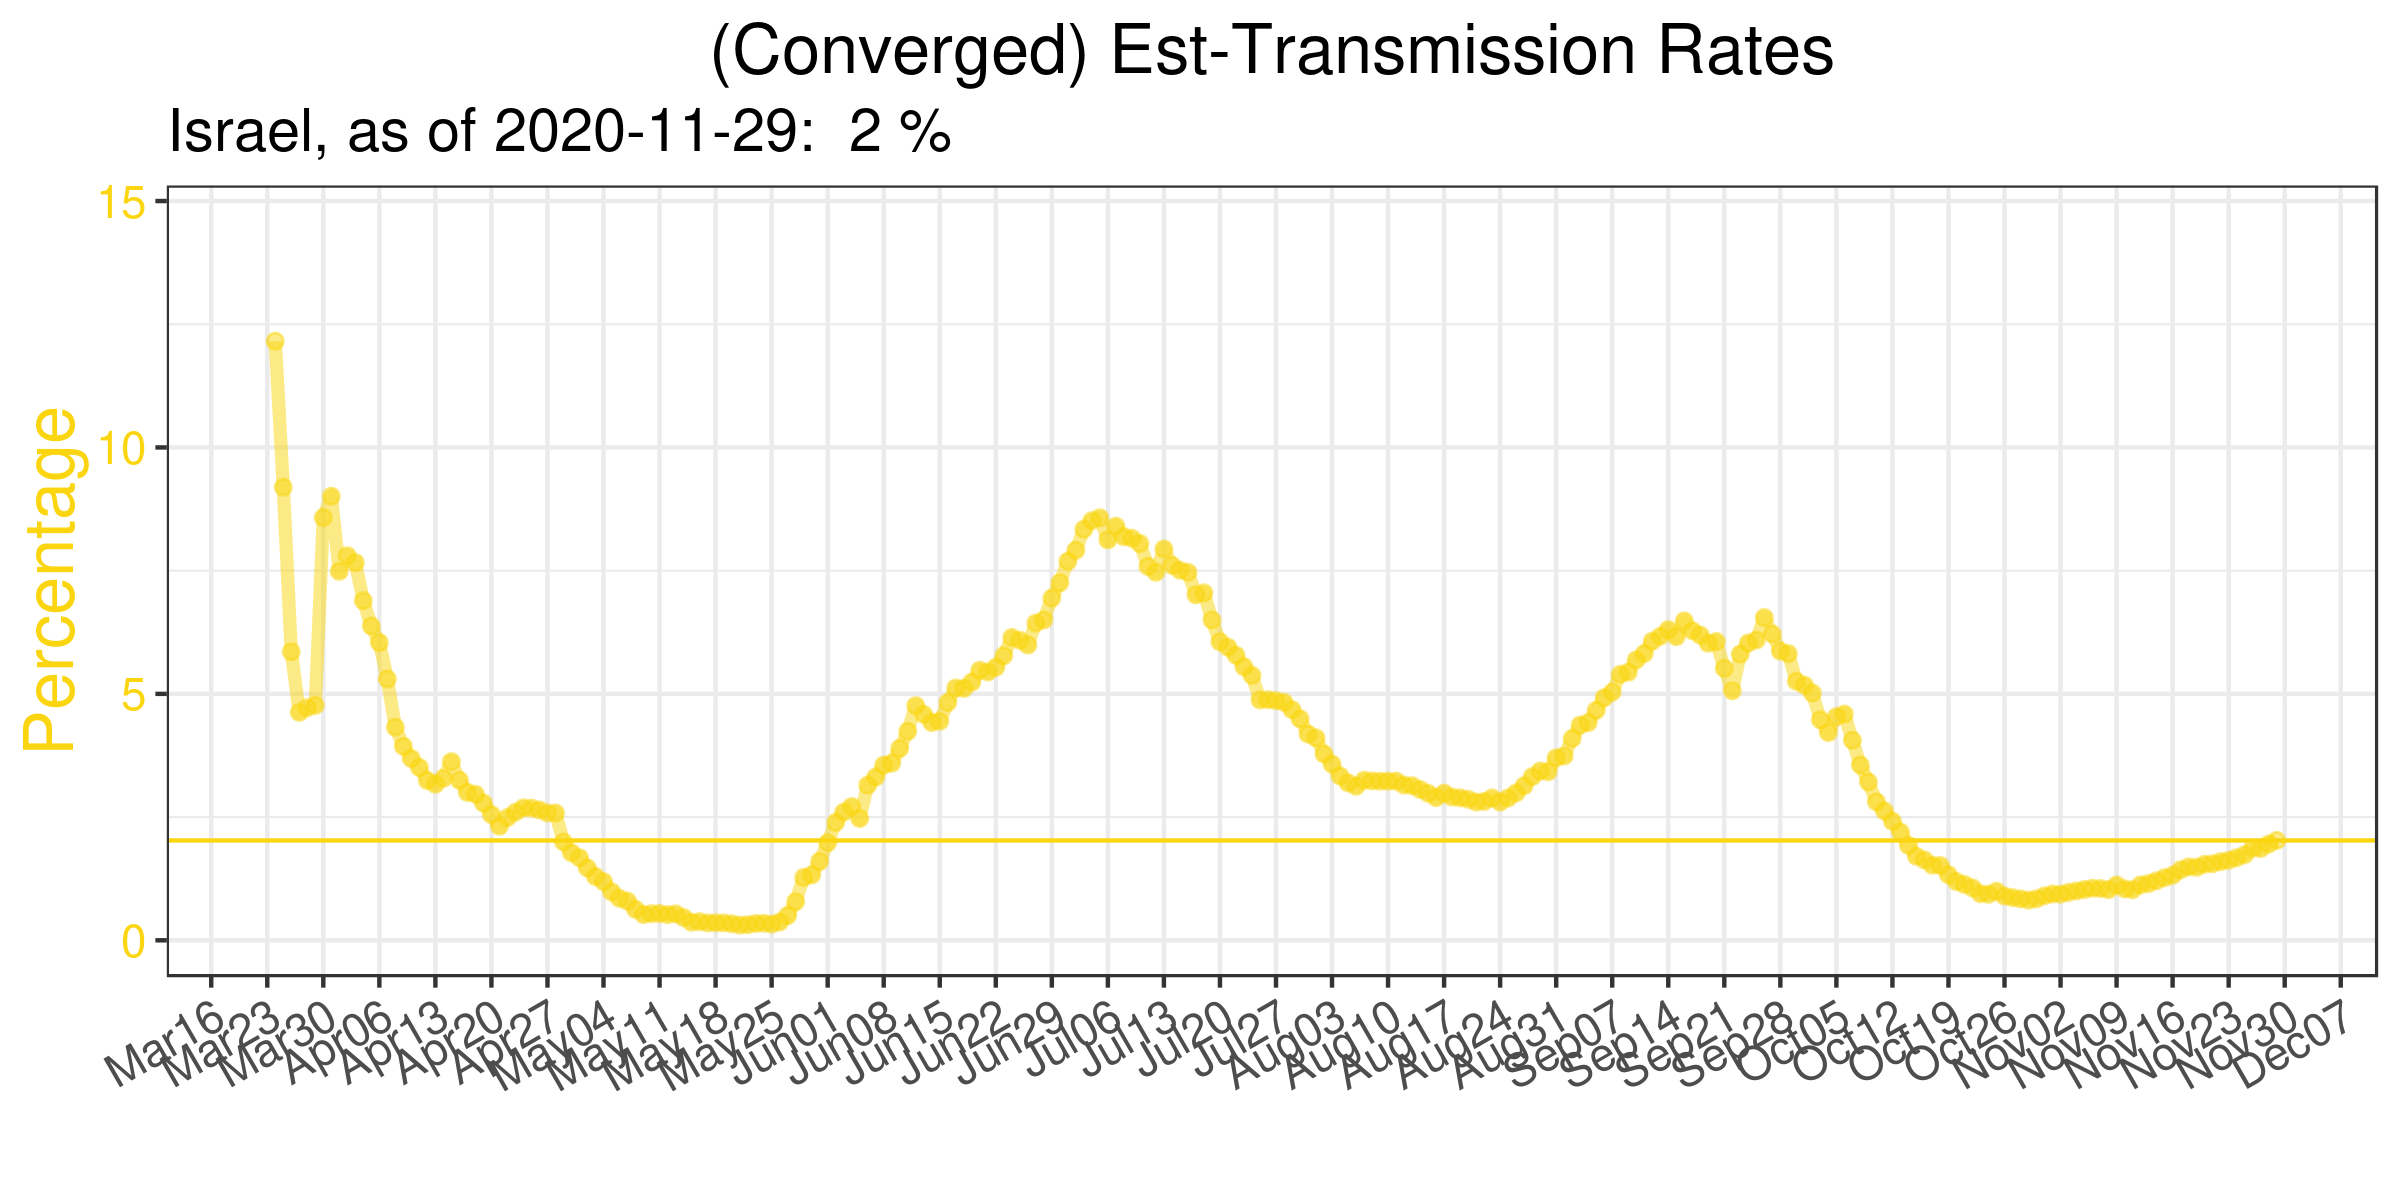 (Converged) Est-Transmission Rates
Israel, as of 2020-11-29:  2 %
Percentage
15
10
5
0
Mar16 Mar23 Mar30 Apr06 Apr13 Apr20 Apr27 May04 May11 May18 May25 Jun01 Jun08 Jun15 Jun22 Jun29 Jul06 Jul13 Jul20 Jul27 Aug03 Aug10 Aug17 Aug24 Aug31 Sep07 Sep14 Sep21 Sep28 Oct05 Oct12 Oct19 Oct26 Nov02 Nov09 Nov16 Nov23 Nov30 Dec07